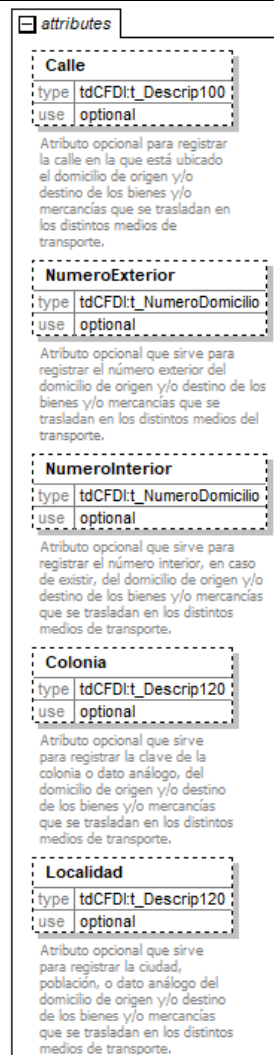 attributes
Calle
type tdCFDI:t_Descrip100
use optional
Atributo opcional para registrar
la calle en la que está ubicado
el domicilio de origen y/o
destino de los bienes y/o
mercancías que se trasladan en
los distintos medios de
transporte.
NumeroExterior
type tdCFDI:t_NumeroDomicilio
use optional
Atributo opcional que sirve para
registrar el número exterior del
domicilio de origen y/o destino de los
bienes y/o mercancías que se
trasladan en los distintos medios del
transporte.
NumeroInterior
type tdCFDI:t_NumeroDomicilio
use optional
Atributo opcional que sirve para
registrar el número interior, en caso
de existir, del domicilio de origen y/o
destino de los bienes y/o mercancías
que se trasladan en los distintos
medios de transporte.
Colonia
type tdCFDI:t_Descrip120
use optional
Atributo opcional que sirve
para registrar la clave de la
colonia o dato análogo, del
domicilio de origen y/o destino
de los bienes y/o mercancías
que se trasladan en los distintos
medios de transporte.
Localidad
type tdCFDI:t_Descrip120
use optional
Atributo opcional que sirve
para registrar la ciudad,
población, o dato análogo del
domicilio de origen y/o destino
de los bienes y/o mercancías
que se trasladan en los distintos
medios de transporte.